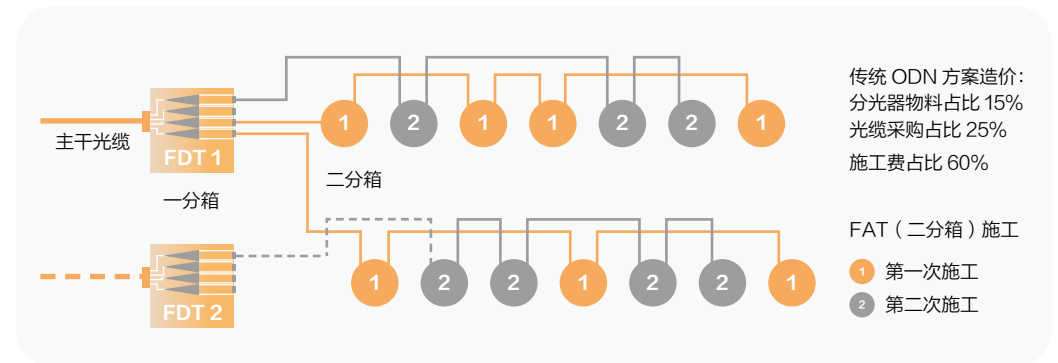 传统 ODN 方案造价：
分光器物料占比 15%
光缆采购占比 25%
施工费占比 60%
主干光缆
FDT 1
一分箱
二分箱
1 2 1 1 2 2 1
FAT（二分箱）施工
1 第一次施工
2 第二次施工
FDT 2
1 2 2 1 2 2 1